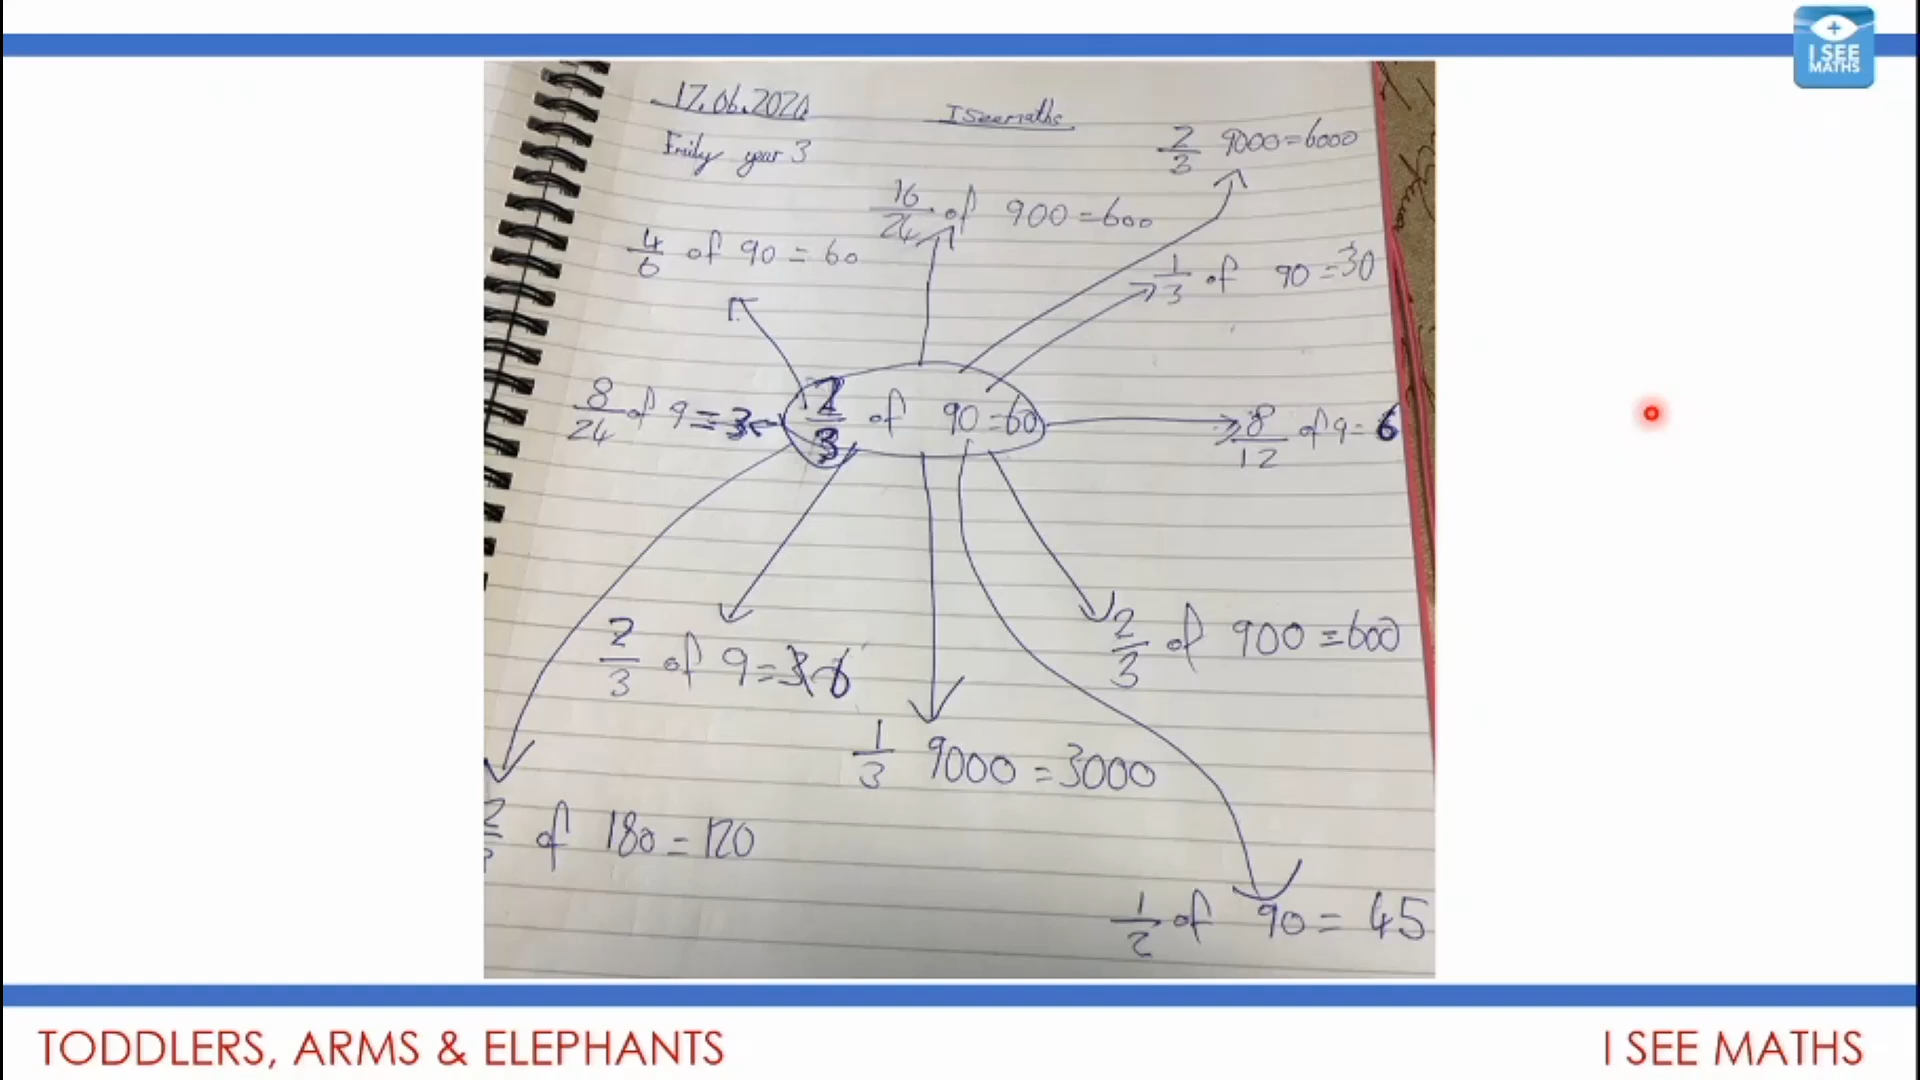 I SEE
MATHS
17.06.2020
ISeemaths
Emily year 3
2/3 9000=6000
16/24 of 900=600
4/6 of 90=60
1/3 of 90=30
8/24 of 9=3
2/3 of 90=60
8/12 of 9=6
2/3 of 9=6
2/3 of 900=600
1/3 9000=3000
of 180=120
1/2 of 90=45
TODDLERS, ARMS & ELEPHANTS
I SEE MATHS